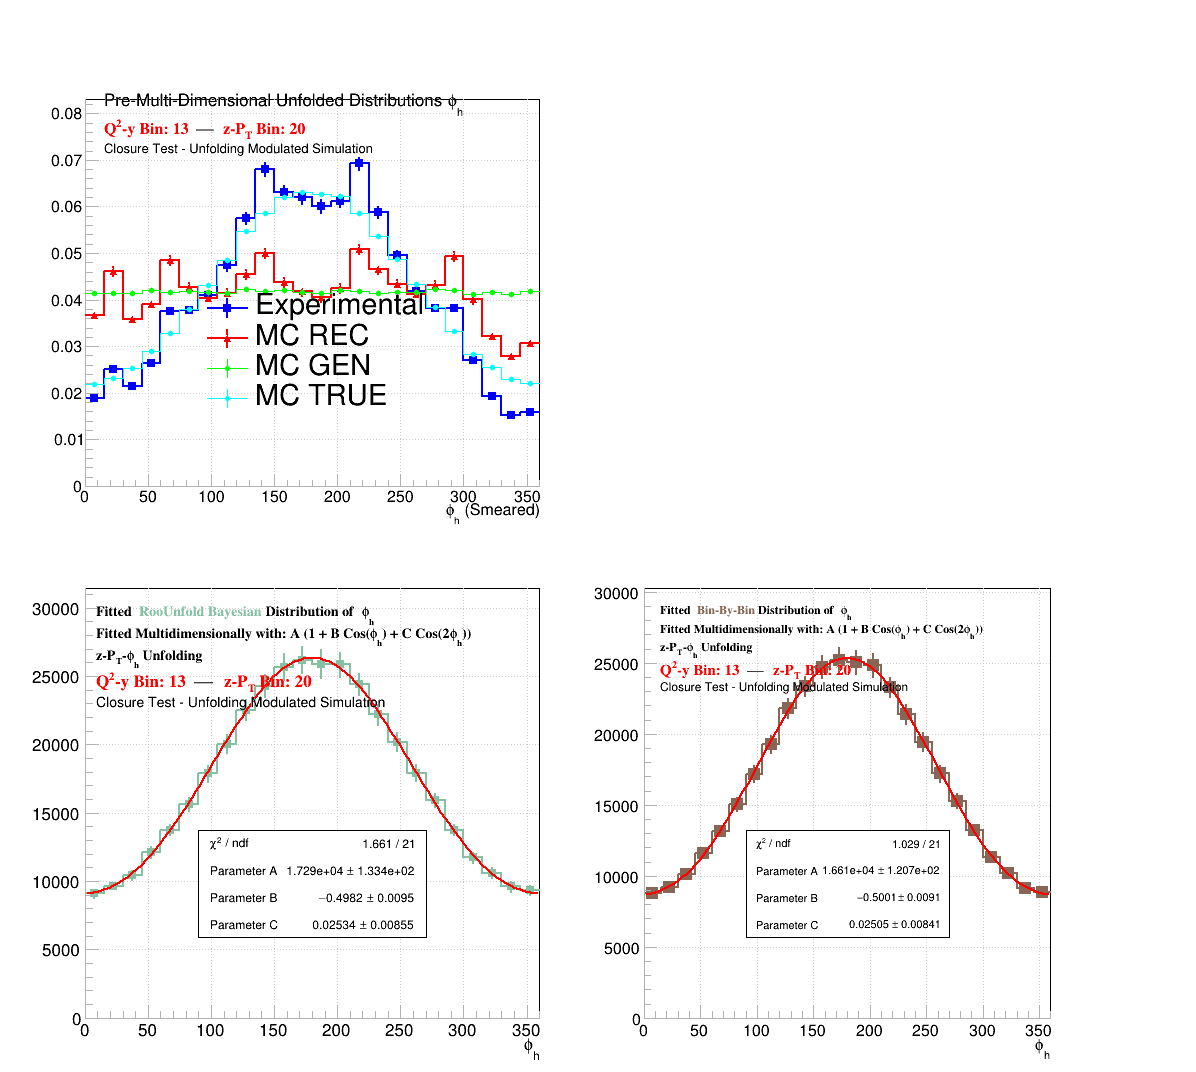 Pre-Multi-Dimensional Unfolded Distributions ϕh
Q²-y Bin: 13 — z-PT Bin: 20
Closure Test - Unfolding Modulated Simulation
0.08
0.07
0.06
0.05
0.04
0.03
0.02
0.01
0
Experimental
MC REC
MC GEN
MC TRUE
0 50 100 150 200 250 300 350
ϕh (Smeared)
Fitted RooUnfold Bayesian Distribution of ϕh
Fitted Multidimensionally with: A (1 + B Cos(ϕh) + C Cos(2ϕh))
z-PT-ϕh Unfolding
Q²-y Bin: 13 — z-PT Bin: 20
Closure Test - Unfolding Modulated Simulation
30000
25000
20000
15000
10000
5000
0
χ² / ndf 1.661 / 21
Parameter A 1.729e+04 ± 1.334e+02
Parameter B −0.4982 ± 0.0095
Parameter C 0.02534 ± 0.00855
0 50 100 150 200 250 300 350
ϕh
Fitted Bin-By-Bin Distribution of ϕh
Fitted Multidimensionally with: A (1 + B Cos(ϕh) + C Cos(2ϕh))
z-PT-ϕh Unfolding
Q²-y Bin: 13 — z-PT Bin: 20
Closure Test - Unfolding Modulated Simulation
30000
25000
20000
15000
10000
5000
0
χ² / ndf 1.029 / 21
Parameter A 1.661e+04 ± 1.207e+02
Parameter B −0.5001 ± 0.0091
Parameter C 0.02505 ± 0.00841
0 50 100 150 200 250 300 350
ϕh